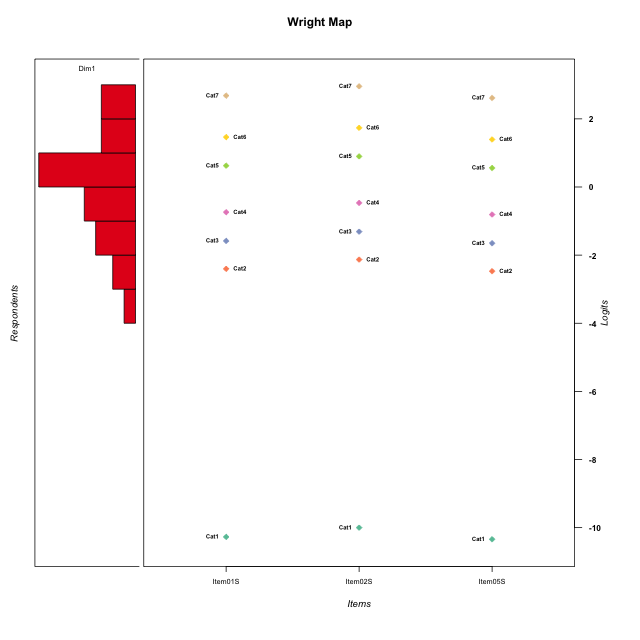 Wright Map
Dim1
Cat7 Cat7 Cat7
Cat6 Cat6 Cat6
Cat5 Cat5 Cat5
Cat4 Cat4 Cat4
Cat3 Cat3 Cat3
Cat2 Cat2 Cat2
Cat1 Cat1 Cat1
2
0
-2
-4
-6
-8
-10
Respondents
Logits
Item01S Item02S Item05S
Items